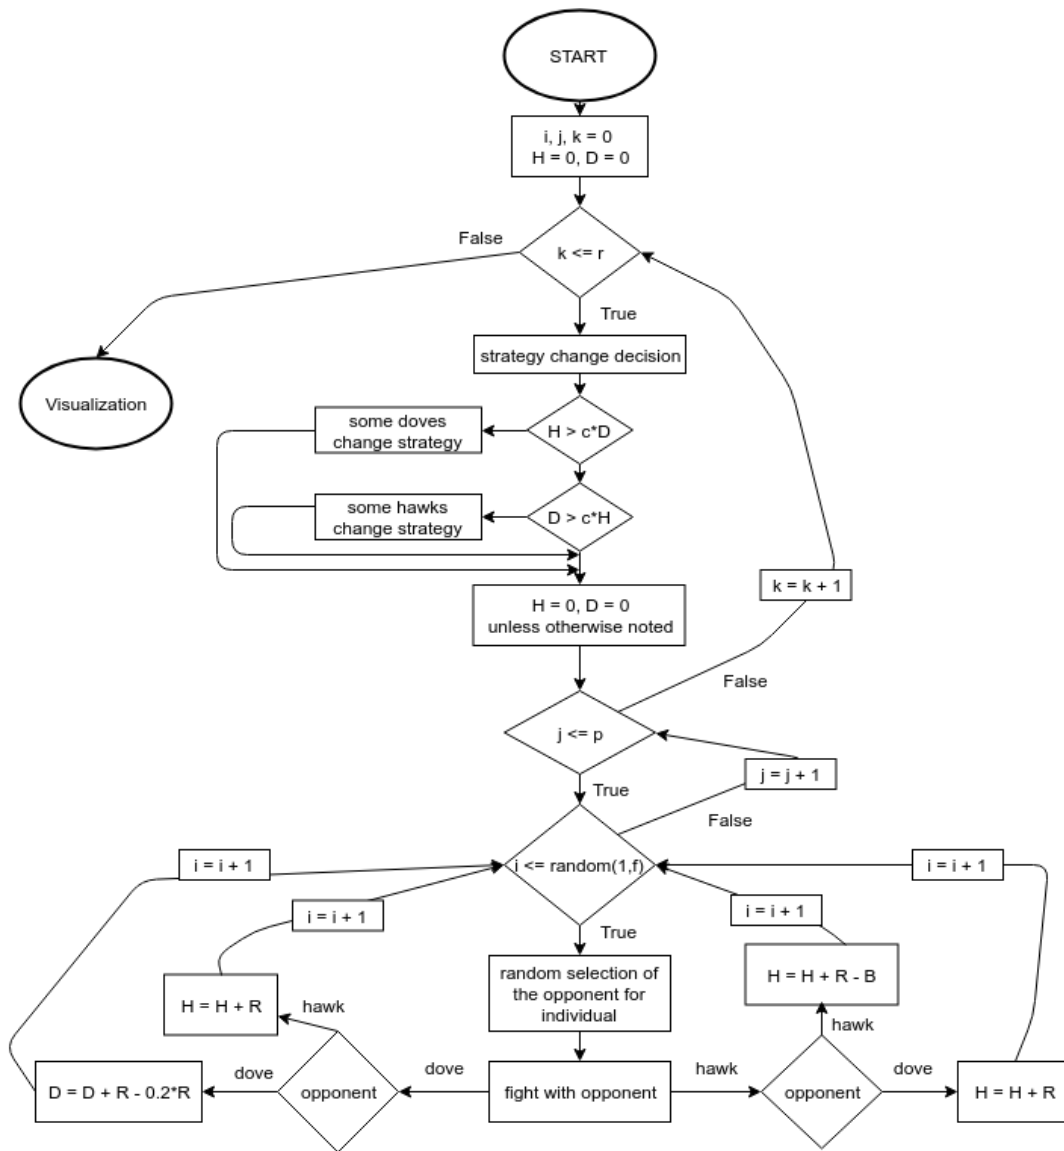 START
i, j, k = 0
H = 0, D = 0
False
k <= r
True
strategy change decision
Visualization
some doves
change strategy
H > c*D
some hawks
change strategy
D > c*H
k = k + 1
H = 0, D = 0
unless otherwise noted
False
j <= p
j = j + 1
True
False
i = i + 1
i <= random(1,f)
i = i + 1
i = i + 1
i = i + 1
True
random selection of
the opponent for
individual
H = H + R - B
H = H + R
hawk
hawk
dove
dove
hawk
dove
D = D + R - 0.2*R
opponent
fight with opponent
opponent
H = H + R